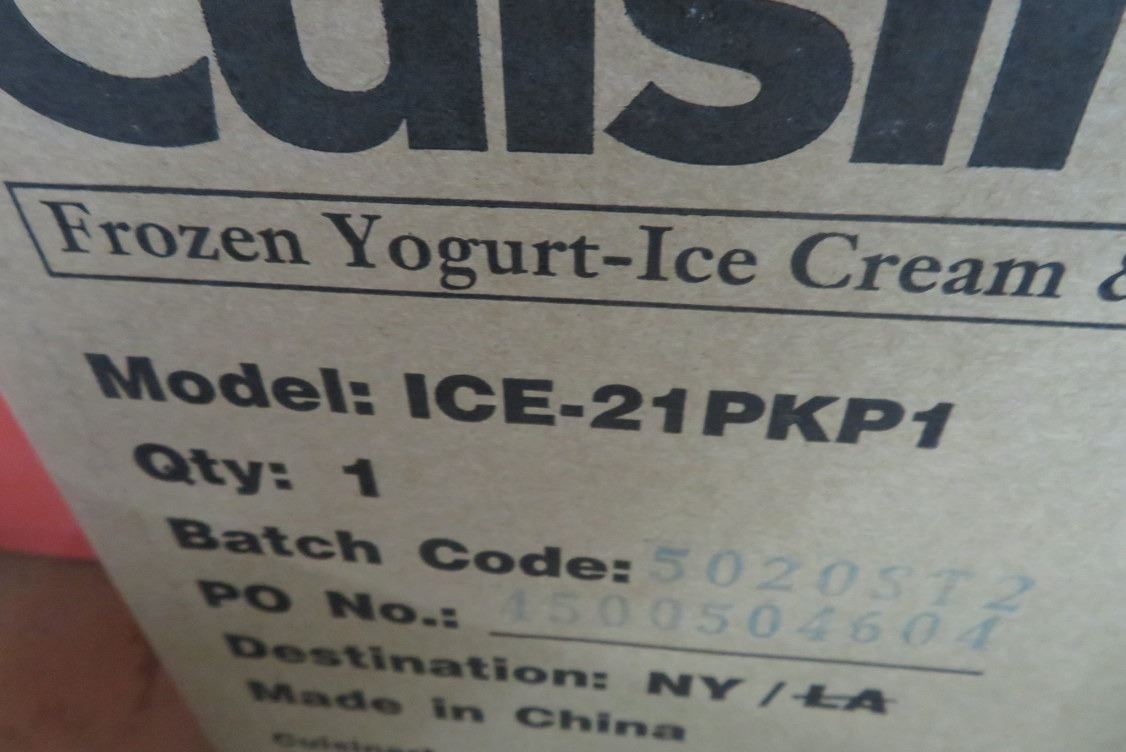 Cuisin
Frozen Yogurt-Ice Cream &
Model: ICE-21PKP1
Qty: 1
Batch Code: 5020ST2
PO No.: 4500504604
Destination: NY / LA
Made in China